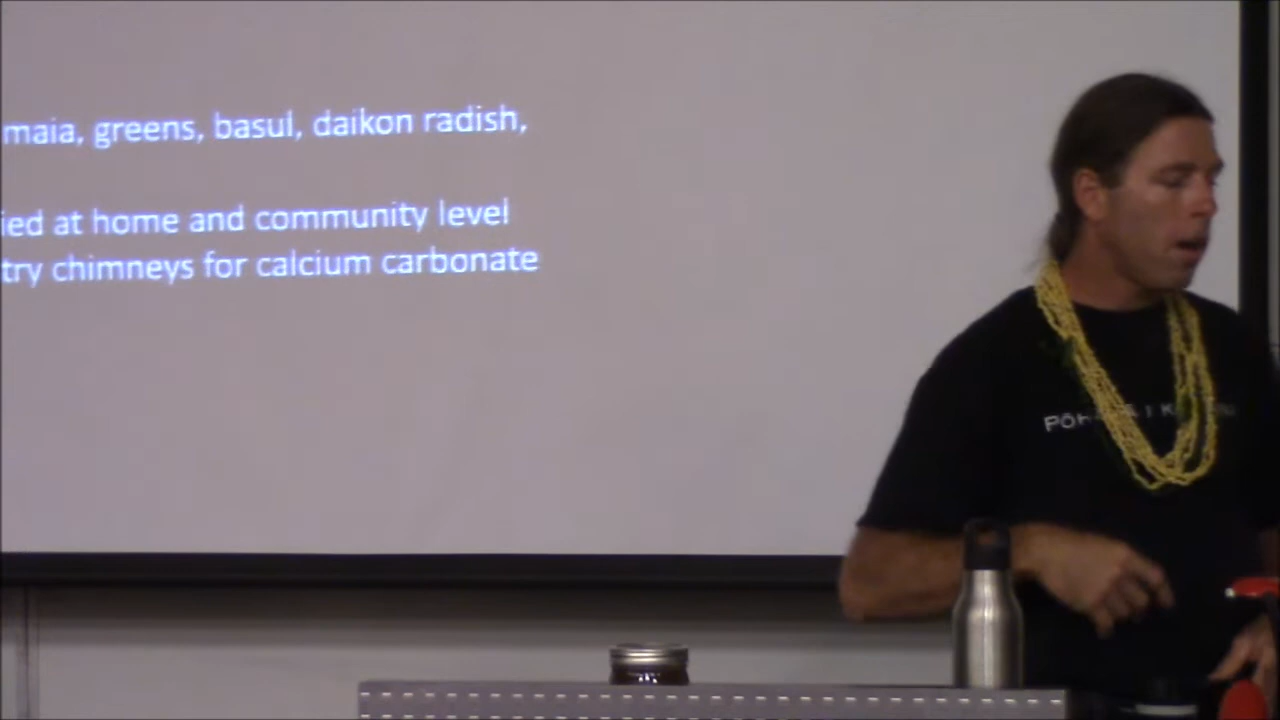 maia, greens, basul, daikon radish,
ied at home and community level
try chimneys for calcium carbonate